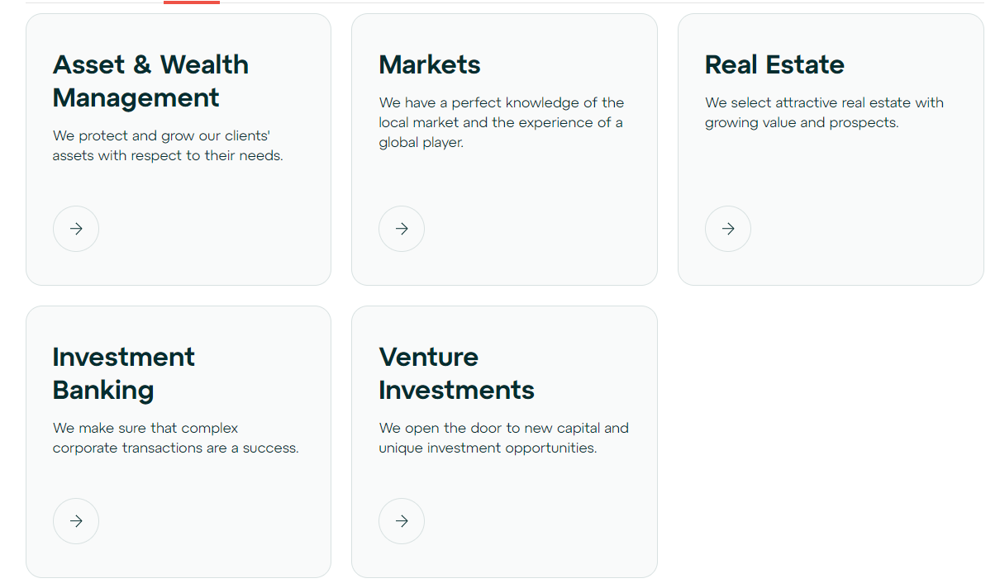 Asset & Wealth
Management
We protect and grow our clients'
assets with respect to their needs.
Markets
We have a perfect knowledge of the
local market and the experience of a
global player.
Real Estate
We select attractive real estate with
growing value and prospects.
Investment
Banking
We make sure that complex
corporate transactions are a success.
Venture
Investments
We open the door to new capital and
unique investment opportunities.